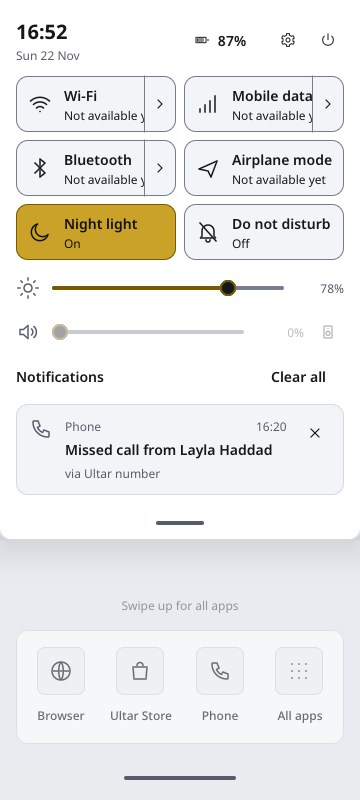 16:52
Sun 22 Nov
87%
Wi-Fi
Not available
Mobile data
Not available
Bluetooth
Not available
Airplane mode
Not available yet
Night light
On
Do not disturb
Off
78%
0%
Notifications
Clear all
Phone
16:20
Missed call from Layla Haddad
via Ultar number
Swipe up for all apps
Browser
Ultar Store
Phone
All apps